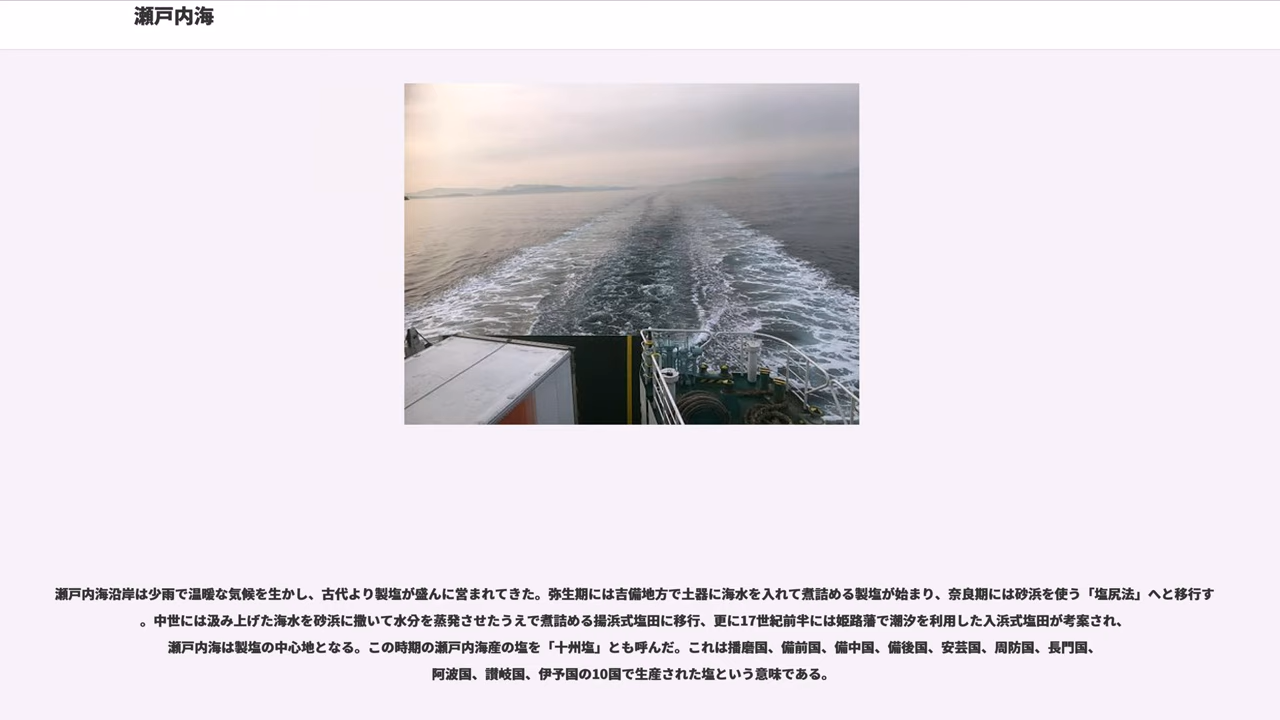 瀬戸内海
瀬戸内海沿岸は少雨で温暖な気候を生かし、古代より製塩が盛んに営まれてきた。弥生期には吉備地方で土器に海水を入れて煮詰める製塩が始まり、奈良期には砂浜を使う「塩尻法」へと移行す
。中世には汲み上げた海水を砂浜に撒いて水分を蒸発させたうえで煮詰める揚浜式塩田に移行、更に17世紀前半には姫路藩で潮汐を利用した入浜式塩田が考案され、
瀬戸内海は製塩の中心地となる。この時期の瀬戸内海産の塩を「十州塩」とも呼んだ。これは播磨国、備前国、備中国、備後国、安芸国、周防国、長門国、
阿波国、讃岐国、伊予国の10国で生産された塩という意味である。